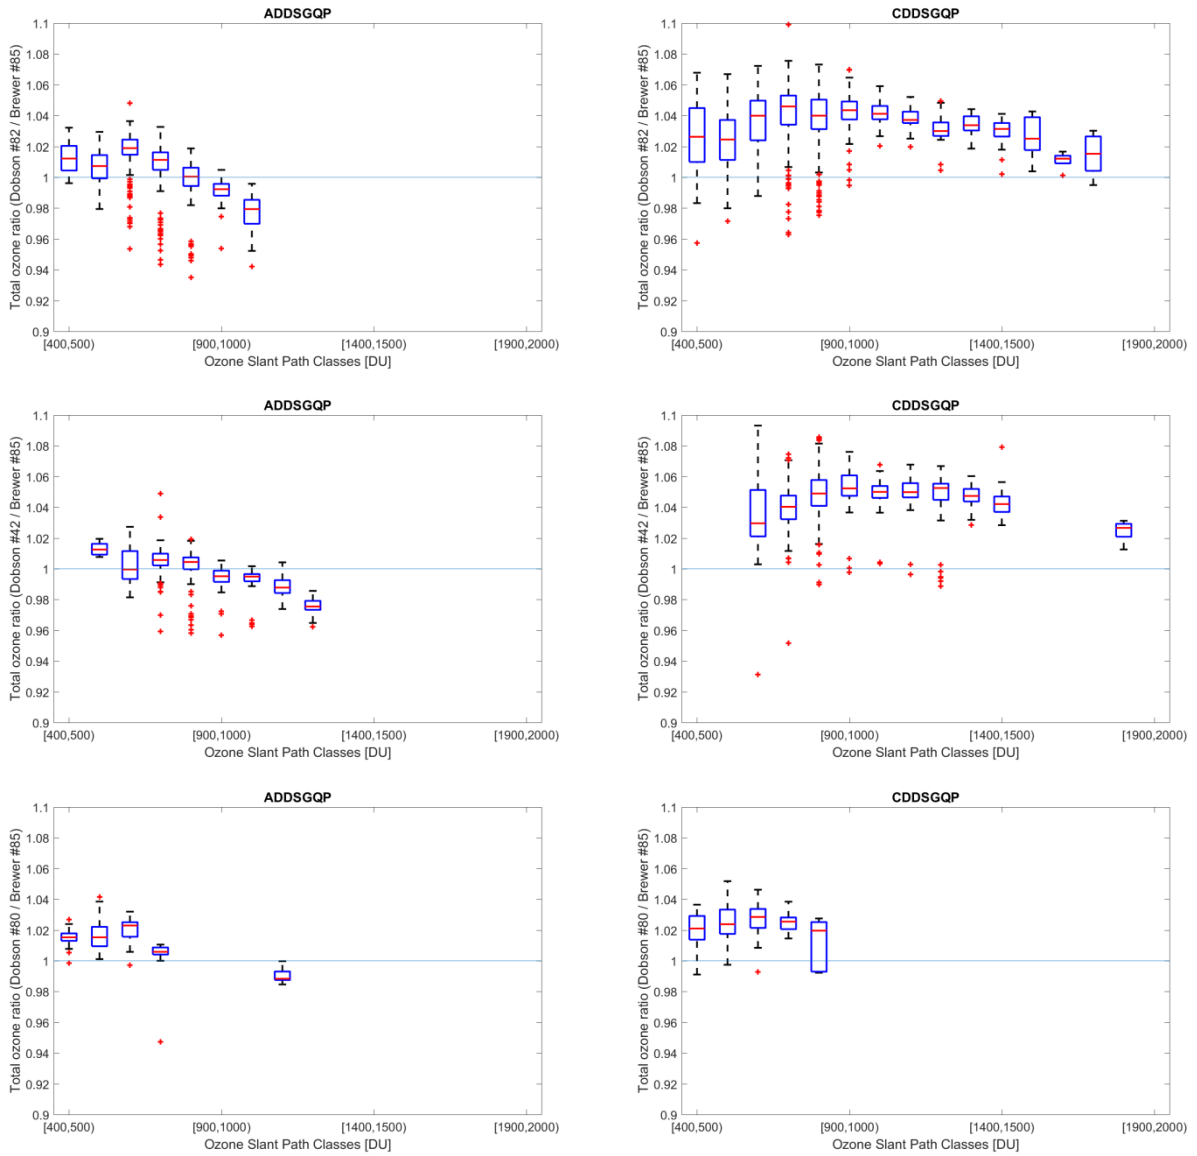 ADDSGQP
Total ozone ratio (Dobson #82 / Brewer #85)
1.1
1.08
1.06
1.04
1.02
1
0.98
0.96
0.94
0.92
0.9
[400,500) [900,1000) [1400,1500) [1900,2000)
Ozone Slant Path Classes [DU]
CDDSGQP
Total ozone ratio (Dobson #82 / Brewer #85)
1.1
1.08
1.06
1.04
1.02
1
0.98
0.96
0.94
0.92
0.9
[400,500) [900,1000) [1400,1500) [1900,2000)
Ozone Slant Path Classes [DU]
ADDSGQP
Total ozone ratio (Dobson #42 / Brewer #85)
1.1
1.08
1.06
1.04
1.02
1
0.98
0.96
0.94
0.92
0.9
[400,500) [900,1000) [1400,1500) [1900,2000)
Ozone Slant Path Classes [DU]
CDDSGQP
Total ozone ratio (Dobson #42 / Brewer #85)
1.1
1.08
1.06
1.04
1.02
1
0.98
0.96
0.94
0.92
0.9
[400,500) [900,1000) [1400,1500) [1900,2000)
Ozone Slant Path Classes [DU]
ADDSGQP
Total ozone ratio (Dobson #80 / Brewer #85)
1.1
1.08
1.06
1.04
1.02
1
0.98
0.96
0.94
0.92
0.9
[400,500) [900,1000) [1400,1500) [1900,2000)
Ozone Slant Path Classes [DU]
CDDSGQP
Total ozone ratio (Dobson #80 / Brewer #85)
1.1
1.08
1.06
1.04
1.02
1
0.98
0.96
0.94
0.92
0.9
[400,500) [900,1000) [1400,1500) [1900,2000)
Ozone Slant Path Classes [DU]